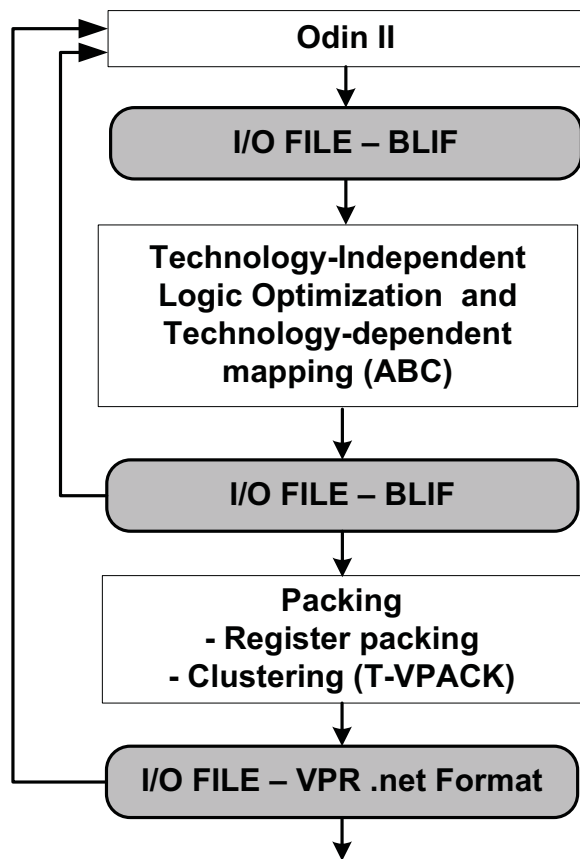 Odin II
I/O FILE – BLIF
Technology-Independent
Logic Optimization and
Technology-dependent
mapping (ABC)
I/O FILE – BLIF
Packing
- Register packing
- Clustering (T-VPACK)
I/O FILE – VPR .net Format